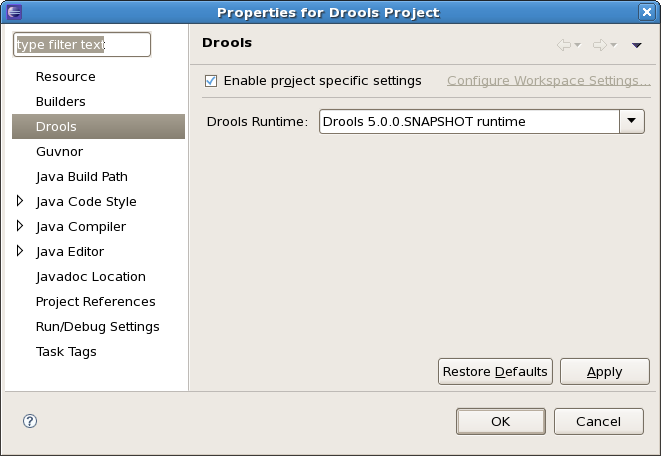 Properties for Drools Project
type filter text
Resource
Builders
Drools
Guvnor
Java Build Path
Java Code Style
Java Compiler
Java Editor
Javadoc Location
Project References
Run/Debug Settings
Task Tags
Drools
Enable project specific settings
Configure Workspace Settings...
Drools Runtime:
Drools 5.0.0.SNAPSHOT runtime
Restore Defaults
Apply
?
OK
Cancel